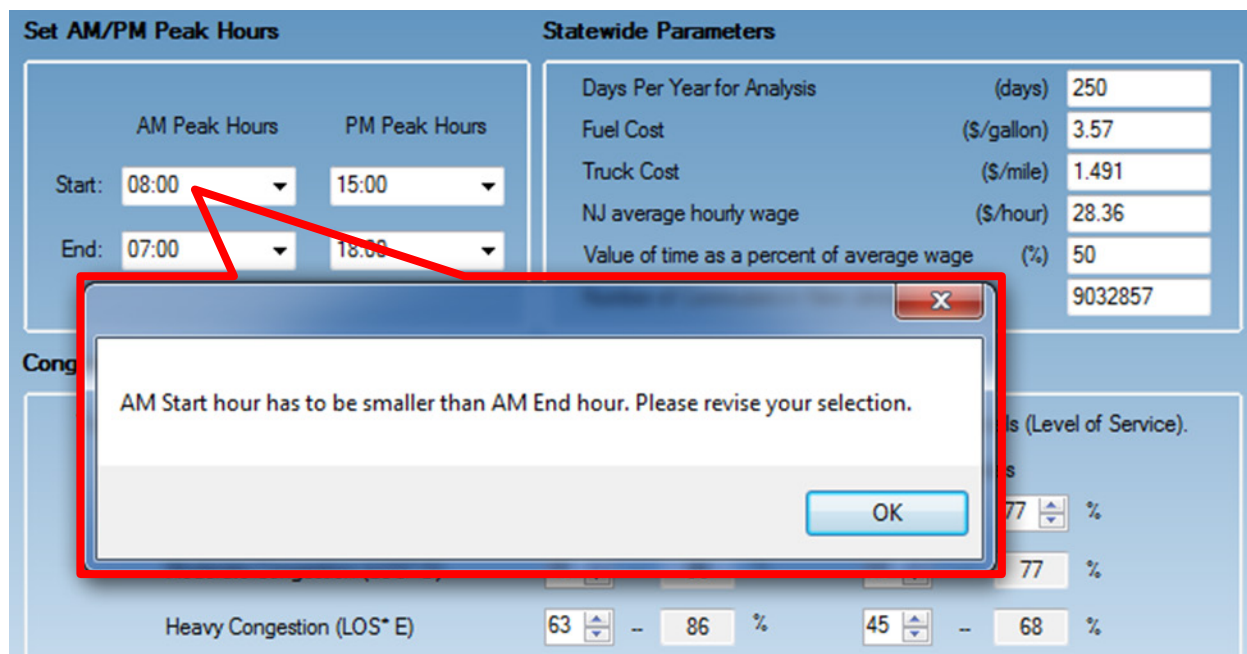 Set AM/PM Peak Hours Statewide Parameters
Days Per Year for Analysis (days) 250
AM Peak Hours PM Peak Hours Fuel Cost ($/gallon) 3.57
Start: 08:00 15:00 Truck Cost ($/mile) 1.491
NJ average hourly wage ($/hour) 28.36
End: 07:00 18:00 Value of time as a percent of average wage (%) 50
9032857
Cong
AM Start hour has to be smaller than AM End hour. Please revise your selection.
(Level of Service).
OK
77 %
77 %
Heavy Congestion (LOS* E) 63 -- 86 % 45 -- 68 %